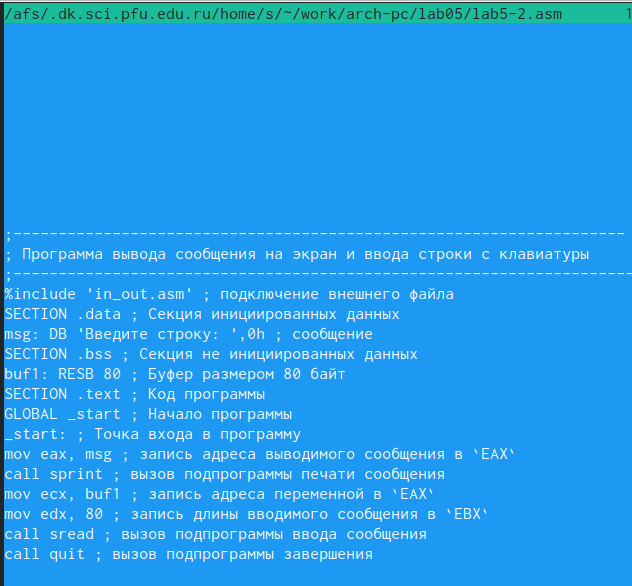 /afs/.dk.sci.pfu.edu.ru/home/s/~/work/arch-pc/lab05/lab5-2.asm 1
;--------------------------------------------------------------------
; Программа вывода сообщения на экран и ввода строки с клавиатуры
;---------------------------------------------------------------------
%include 'in_out.asm' ; подключение внешнего файла
SECTION .data ; Секция инициированных данных
msg: DB 'Введите строку: ',0h ; сообщение
SECTION .bss ; Секция не инициированных данных
buf1: RESB 80 ; Буфер размером 80 байт
SECTION .text ; Код программы
GLOBAL _start ; Начало программы
_start: ; Точка входа в программу
mov eax, msg ; запись адреса выводимого сообщения в `EAX`
call sprint ; вызов подпрограммы печати сообщения
mov ecx, buf1 ; запись адреса переменной в `EAX`
mov edx, 80 ; запись длины вводимого сообщения в `EBX`
call sread ; вызов подпрограммы ввода сообщения
call quit ; вызов подпрограммы завершения